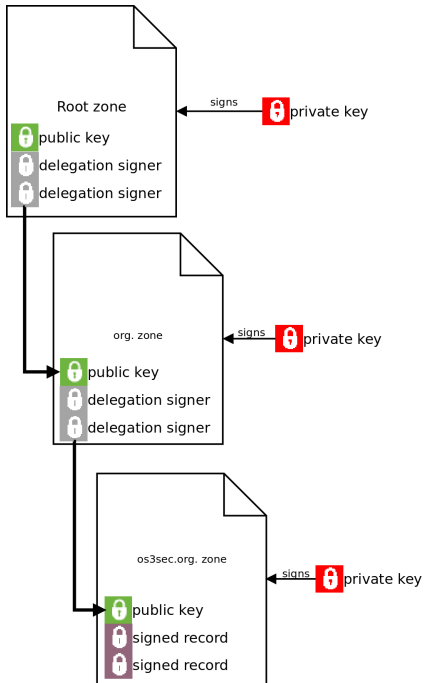 signs
private key
Root zone
public key
delegation signer
delegation signer
signs
private key
org. zone
public key
delegation signer
delegation signer
os3sec.org. zone
signs
private key
public key
signed record
signed record